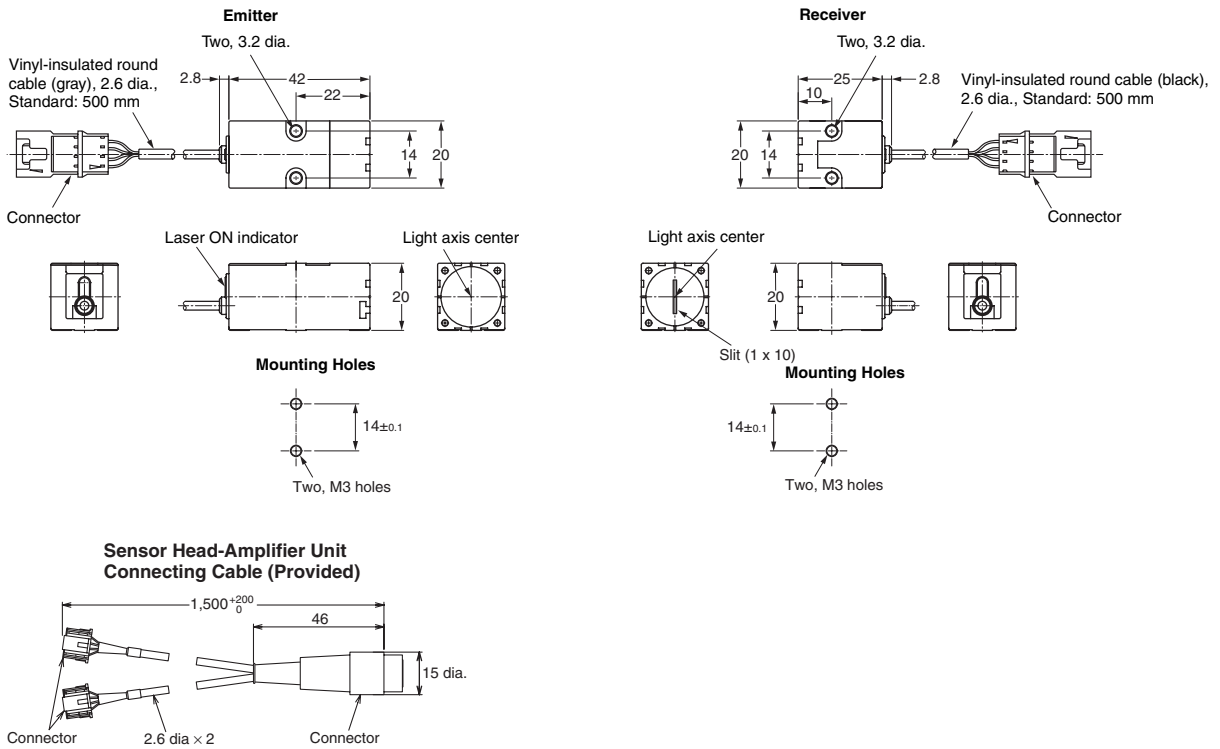 Emitter
Two, 3.2 dia.
Vinyl-insulated round
cable (gray), 2.6 dia.,
Standard: 500 mm
2.8
42
22
14
20
Connector
Laser ON indicator
Light axis center
20
Mounting Holes
14±0.1
Two, M3 holes
Receiver
Two, 3.2 dia.
25
2.8
10
Vinyl-insulated round cable (black),
2.6 dia., Standard: 500 mm
20
14
Connector
Light axis center
20
Slit (1 x 10)
Mounting Holes
14±0.1
Two, M3 holes
Sensor Head-Amplifier Unit
Connecting Cable (Provided)
1,500 +200 0
46
15 dia.
Connector
2.6 dia × 2
Connector